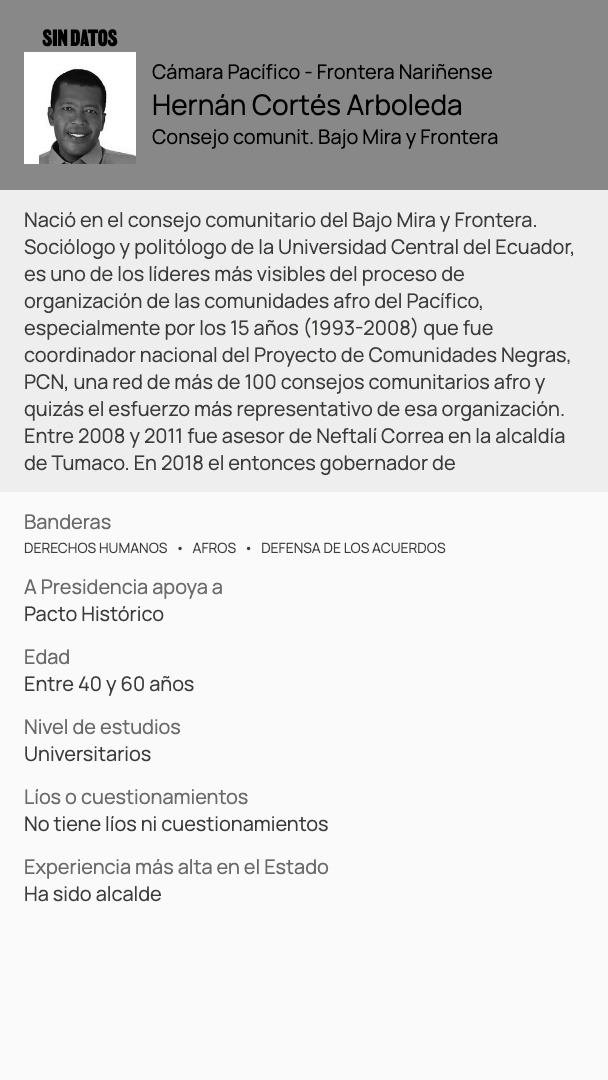 SIN DATOS
Cámara Pacífico - Frontera Nariñense
Hernán Cortés Arboleda
Consejo comunit. Bajo Mira y Frontera
Nació en el consejo comunitario del Bajo Mira y Frontera.
Sociólogo y politólogo de la Universidad Central del Ecuador,
es uno de los líderes más visibles del proceso de
organización de las comunidades afro del Pacífico,
especialmente por los 15 años (1993-2008) que fue
coordinador nacional del Proyecto de Comunidades Negras,
PCN, una red de más de 100 consejos comunitarios afro y
quizás el esfuerzo más representativo de esa organización.
Entre 2008 y 2011 fue asesor de Neftalí Correa en la alcaldía
de Tumaco. En 2018 el entonces gobernador de
Banderas
DERECHOS HUMANOS • AFROS • DEFENSA DE LOS ACUERDOS
A Presidencia apoya a
Pacto Histórico
Edad
Entre 40 y 60 años
Nivel de estudios
Universitarios
Líos o cuestionamientos
No tiene líos ni cuestionamientos
Experiencia más alta en el Estado
Ha sido alcalde